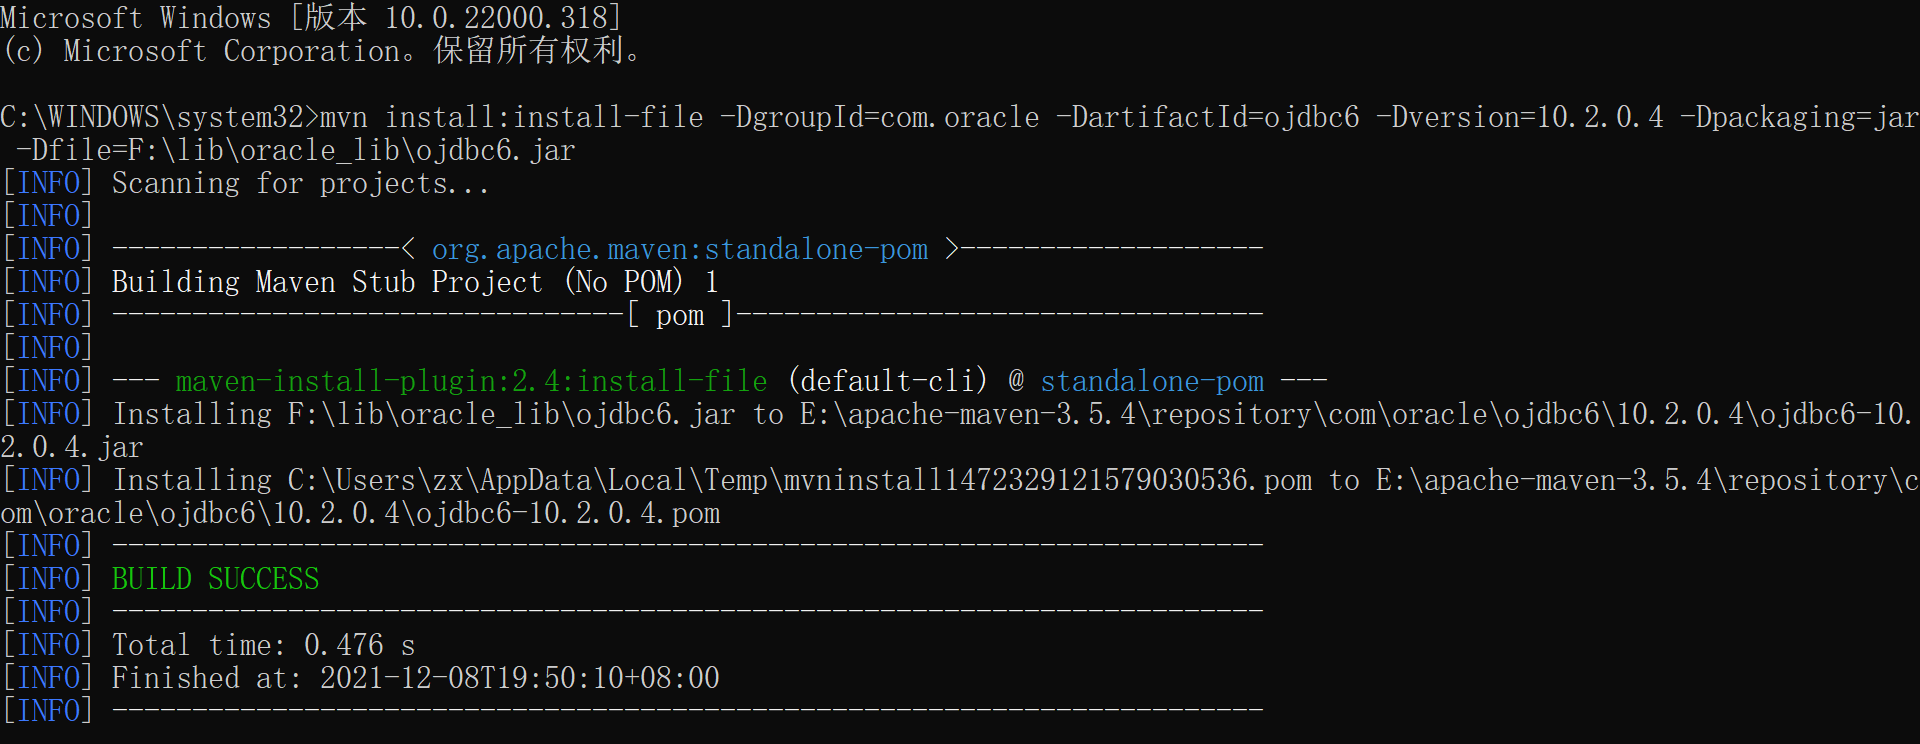 Microsoft Windows [版本 10.0.22000.318]
(c) Microsoft Corporation。保留所有权利。
C:\WINDOWS\system32>mvn install:install-file -DgroupId=com.oracle -DartifactId=ojdbc6 -Dversion=10.2.0.4 -Dpackaging=jar
 -Dfile=F:\lib\oracle_lib\ojdbc6.jar
[INFO] Scanning for projects...
[INFO]
[INFO] ------------------< org.apache.maven:standalone-pom >-------------------
[INFO] Building Maven Stub Project (No POM) 1
[INFO] --------------------------------[ pom ]---------------------------------
[INFO]
[INFO] --- maven-install-plugin:2.4:install-file (default-cli) @ standalone-pom ---
[INFO] Installing F:\lib\oracle_lib\ojdbc6.jar to E:\apache-maven-3.5.4\repository\com\oracle\ojdbc6\10.2.0.4\ojdbc6-10.
2.0.4.jar
[INFO] Installing C:\Users\zx\AppData\Local\Temp\mvninstall1472329121579030536.pom to E:\apache-maven-3.5.4\repository\c
om\oracle\ojdbc6\10.2.0.4\ojdbc6-10.2.0.4.pom
[INFO] ------------------------------------------------------------------------
[INFO] BUILD SUCCESS
[INFO] ------------------------------------------------------------------------
[INFO] Total time: 0.476 s
[INFO] Finished at: 2021-12-08T19:50:10+08:00
[INFO] ------------------------------------------------------------------------